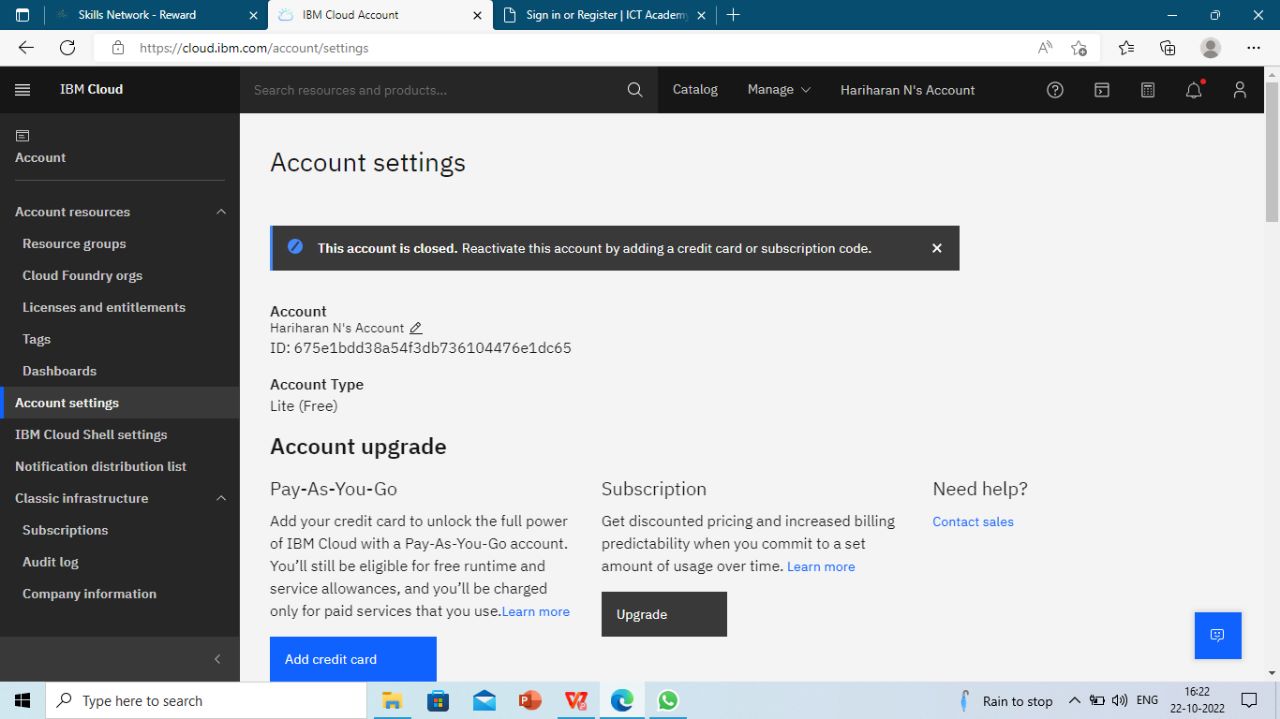 Skills Network - Reward
IBM Cloud Account
Sign in or Register | ICT Academy
https://cloud.ibm.com/account/settings
IBM Cloud
Search resources and products...
Catalog
Manage
Hariharan N's Account
Account
Account resources
Resource groups
Cloud Foundry orgs
Licenses and entitlements
Tags
Dashboards
Account settings
IBM Cloud Shell settings
Notification distribution list
Classic infrastructure
Subscriptions
Audit log
Company information
Account settings
This account is closed. Reactivate this account by adding a credit card or subscription code.
Account
Hariharan N's Account
ID: 675e1bdd38a54f3db736104476e1dc65
Account Type
Lite (Free)
Account upgrade
Pay-As-You-Go
Add your credit card to unlock the full power
of IBM Cloud with a Pay-As-You-Go account.
You’ll still be eligible for free runtime and
service allowances, and you’ll be charged
only for paid services that you use.Learn more
Add credit card
Subscription
Get discounted pricing and increased billing
predictability when you commit to a set
amount of usage over time. Learn more
Upgrade
Need help?
Contact sales
Type here to search
Rain to stop
ENG
16:22
22-10-2022